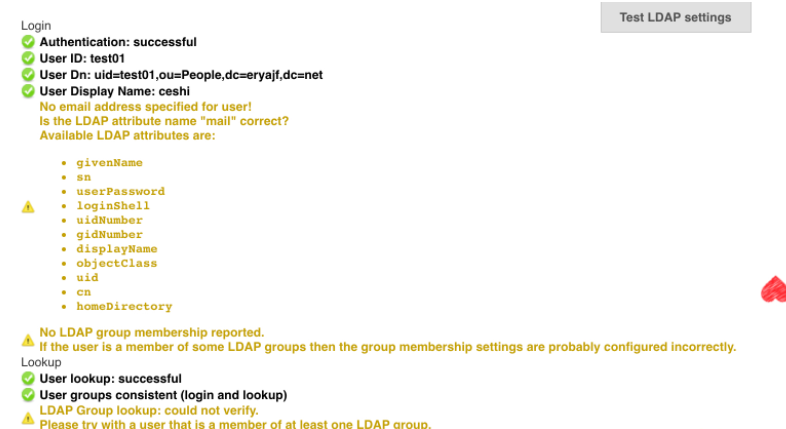 Test LDAP settings
Login
Authentication: successful
User ID: test01
User Dn: uid=test01,ou=People,dc=eryajf,dc=net
User Display Name: ceshi
No email address specified for user!
Is the LDAP attribute name "mail" correct?
Available LDAP attributes are:
givenName
sn
userPassword
loginShell
uidNumber
gidNumber
displayName
objectClass
uid
cn
homeDirectory
No LDAP group membership reported.
If the user is a member of some LDAP groups then the group membership settings are probably configured incorrectly.
Lookup
User lookup: successful
User groups consistent (login and lookup)
LDAP Group lookup: could not verify.
Please try with a user that is a member of at least one LDAP group.